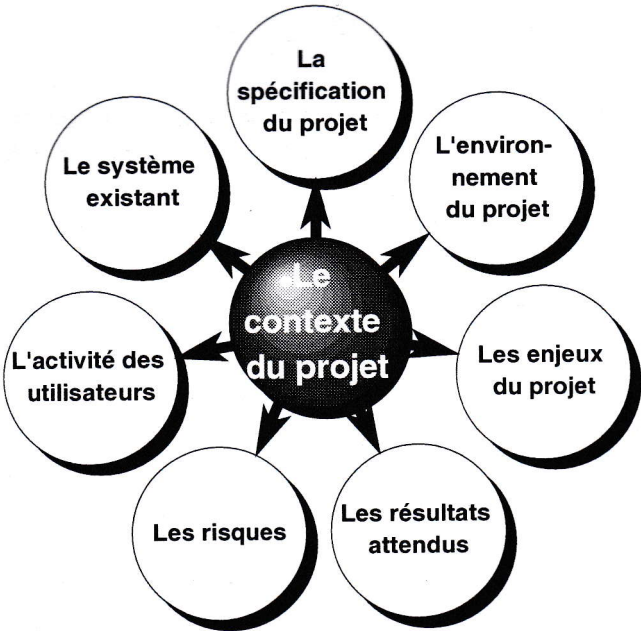 La
spécification
du projet
L'environ-
nement
du projet
Le système
existant
Le
contexte
du projet
L'activité des
utilisateurs
Les enjeux
du projet
Les risques
Les résultats
attendus